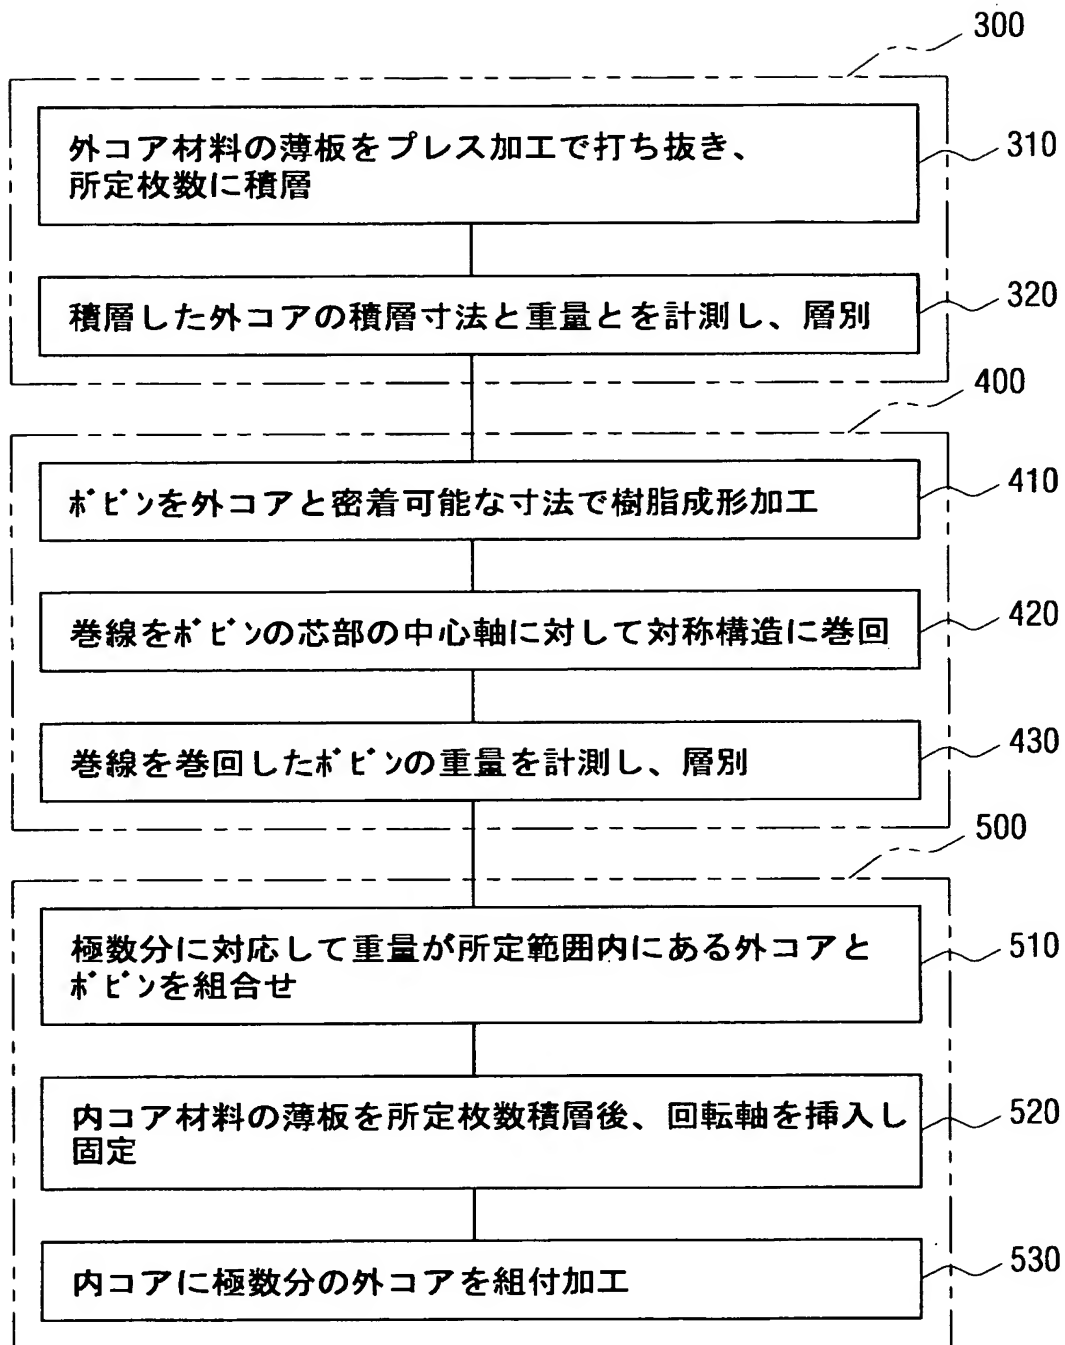 300
外コア材料の薄板をプレス加工で打ち抜き、
所定枚数に積層
310
積層した外コアの積層寸法と重量とを計測し、層別
320
400
ボビンを外コアと密着可能な寸法で樹脂成形加工
410
巻線をボビンの芯部の中心軸に対して対称構造に巻回
420
巻線を巻回したボビンの重量を計測し、層別
430
500
極数分に対応して重量が所定範囲内にある外コアと
ボビンを組合せ
510
内コア材料の薄板を所定枚数積層後、回転軸を挿入し
固定
520
内コアに極数分の外コアを組付加工
530